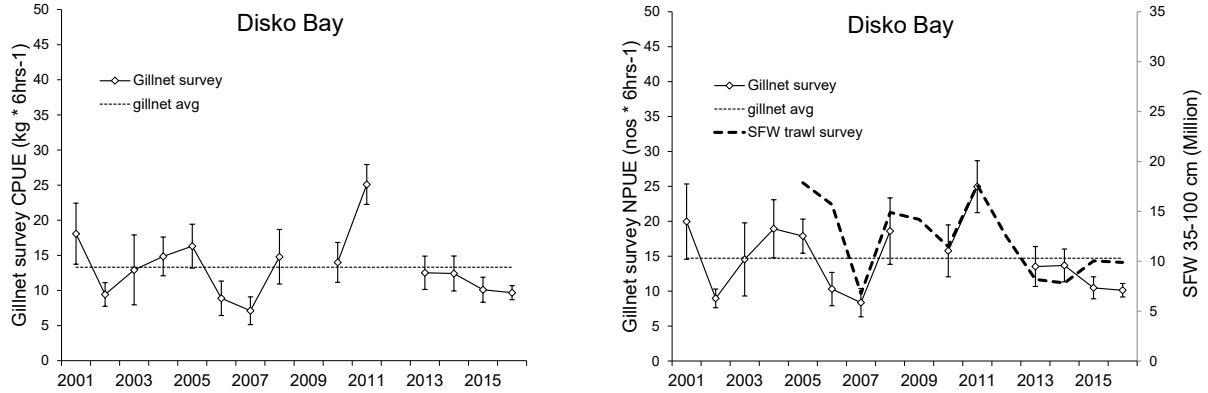 Disko Bay
Gillnet survey CPUE (kg * 6hrs-1)
50
45
40
35
30
25
20
15
10
5
0
Gillnet survey
gillnet avg
2001 2003 2005 2007 2009 2011 2013 2015
Disko Bay
Gillnet survey NPUE (nos * 6hrs-1)
50
45
40
35
30
25
20
15
10
5
0
Gillnet survey
gillnet avg
SFW trawl survey
2001 2003 2005 2007 2009 2011 2013 2015
35
30
25
20
15
10
5
0
SFW 35-100 cm (Million)